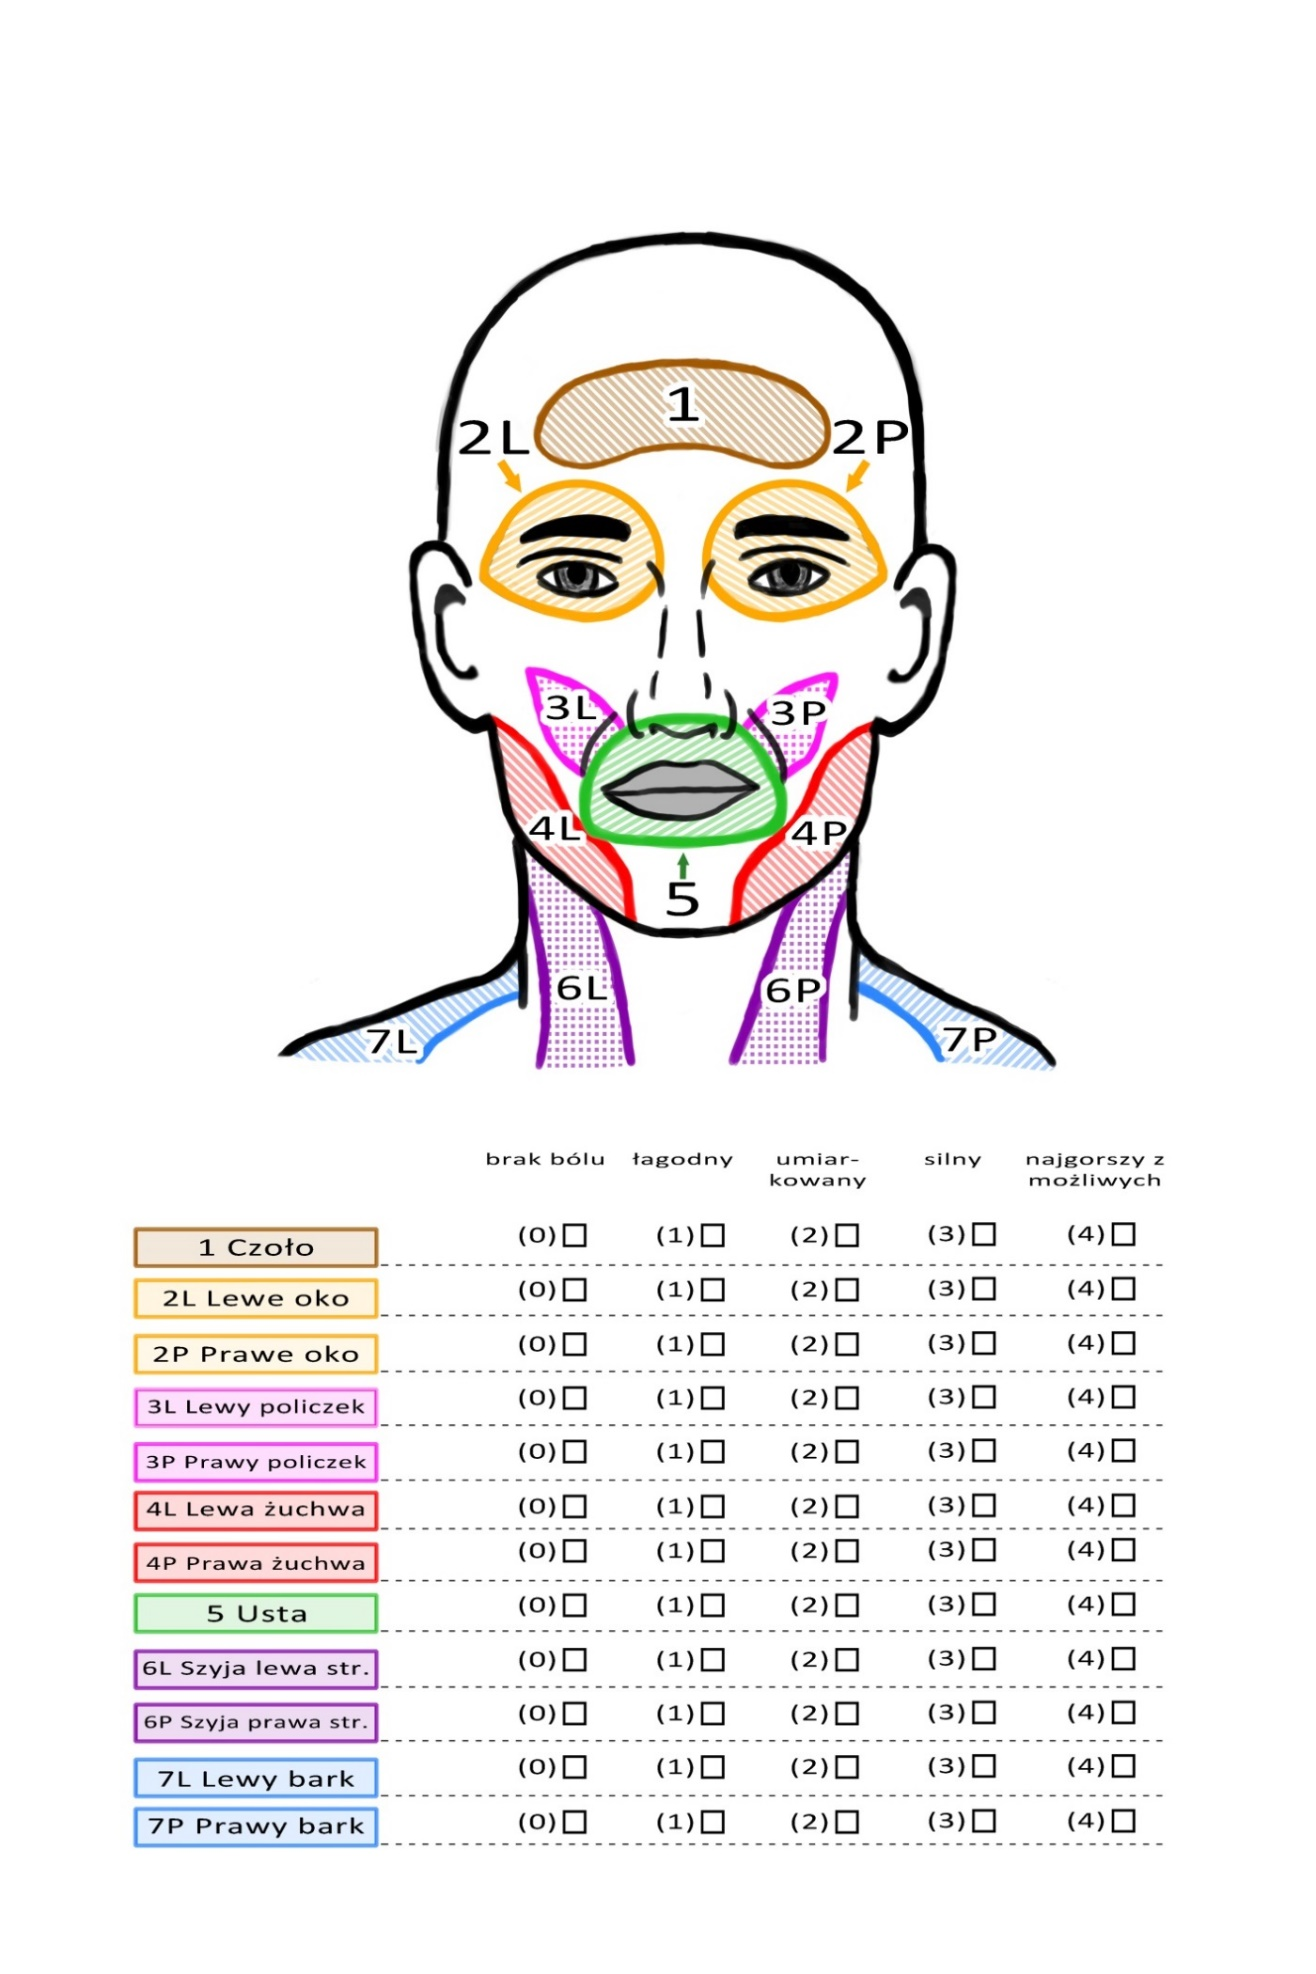 1
2L
2P
3L
3P
4L
4P
5
6L
6P
7L
7P
brak bólu łagodny umiar- silny najgorszy z
kowany możliwych
1 Czoło (0) (1) (2) (3) (4)
2L Lewe oko (0) (1) (2) (3) (4)
2P Prawe oko (0) (1) (2) (3) (4)
3L Lewy policzek (0) (1) (2) (3) (4)
3P Prawy policzek (0) (1) (2) (3) (4)
4L Lewa żuchwa (0) (1) (2) (3) (4)
4P Prawa żuchwa (0) (1) (2) (3) (4)
5 Usta (0) (1) (2) (3) (4)
6L Szyja lewa str. (0) (1) (2) (3) (4)
6P Szyja prawa str. (0) (1) (2) (3) (4)
7L Lewy bark (0) (1) (2) (3) (4)
7P Prawy bark (0) (1) (2) (3) (4)